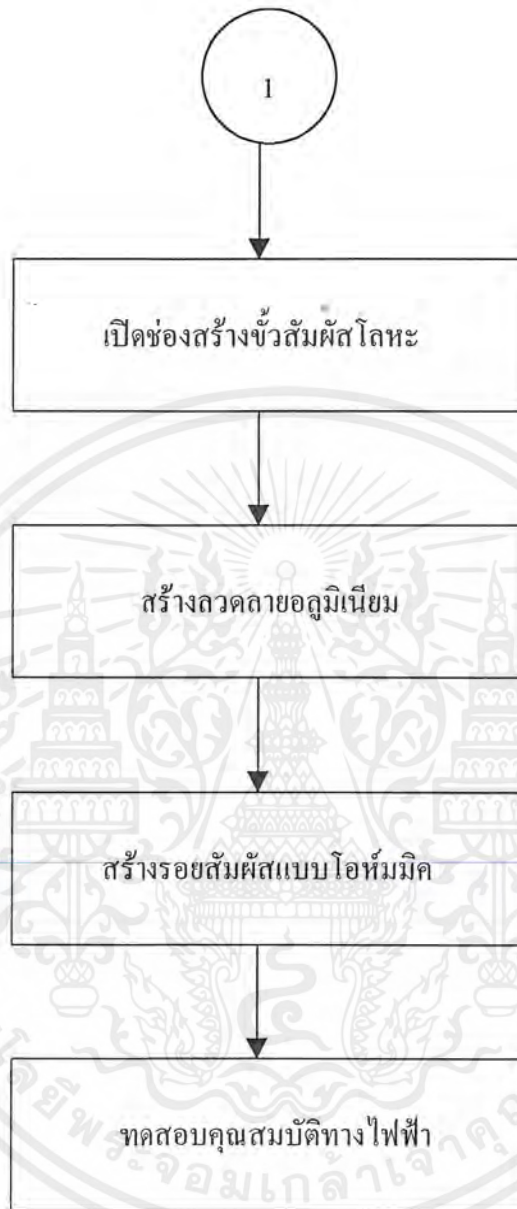 1
เปิดช่องสร้างขั้วสัมผัสโลหะ
สร้างลวดลายอลูมิเนียม
สร้างรอยสัมผัสแบบโอห์มมิค
ทดสอบคุณสมบัติทางไฟฟ้า